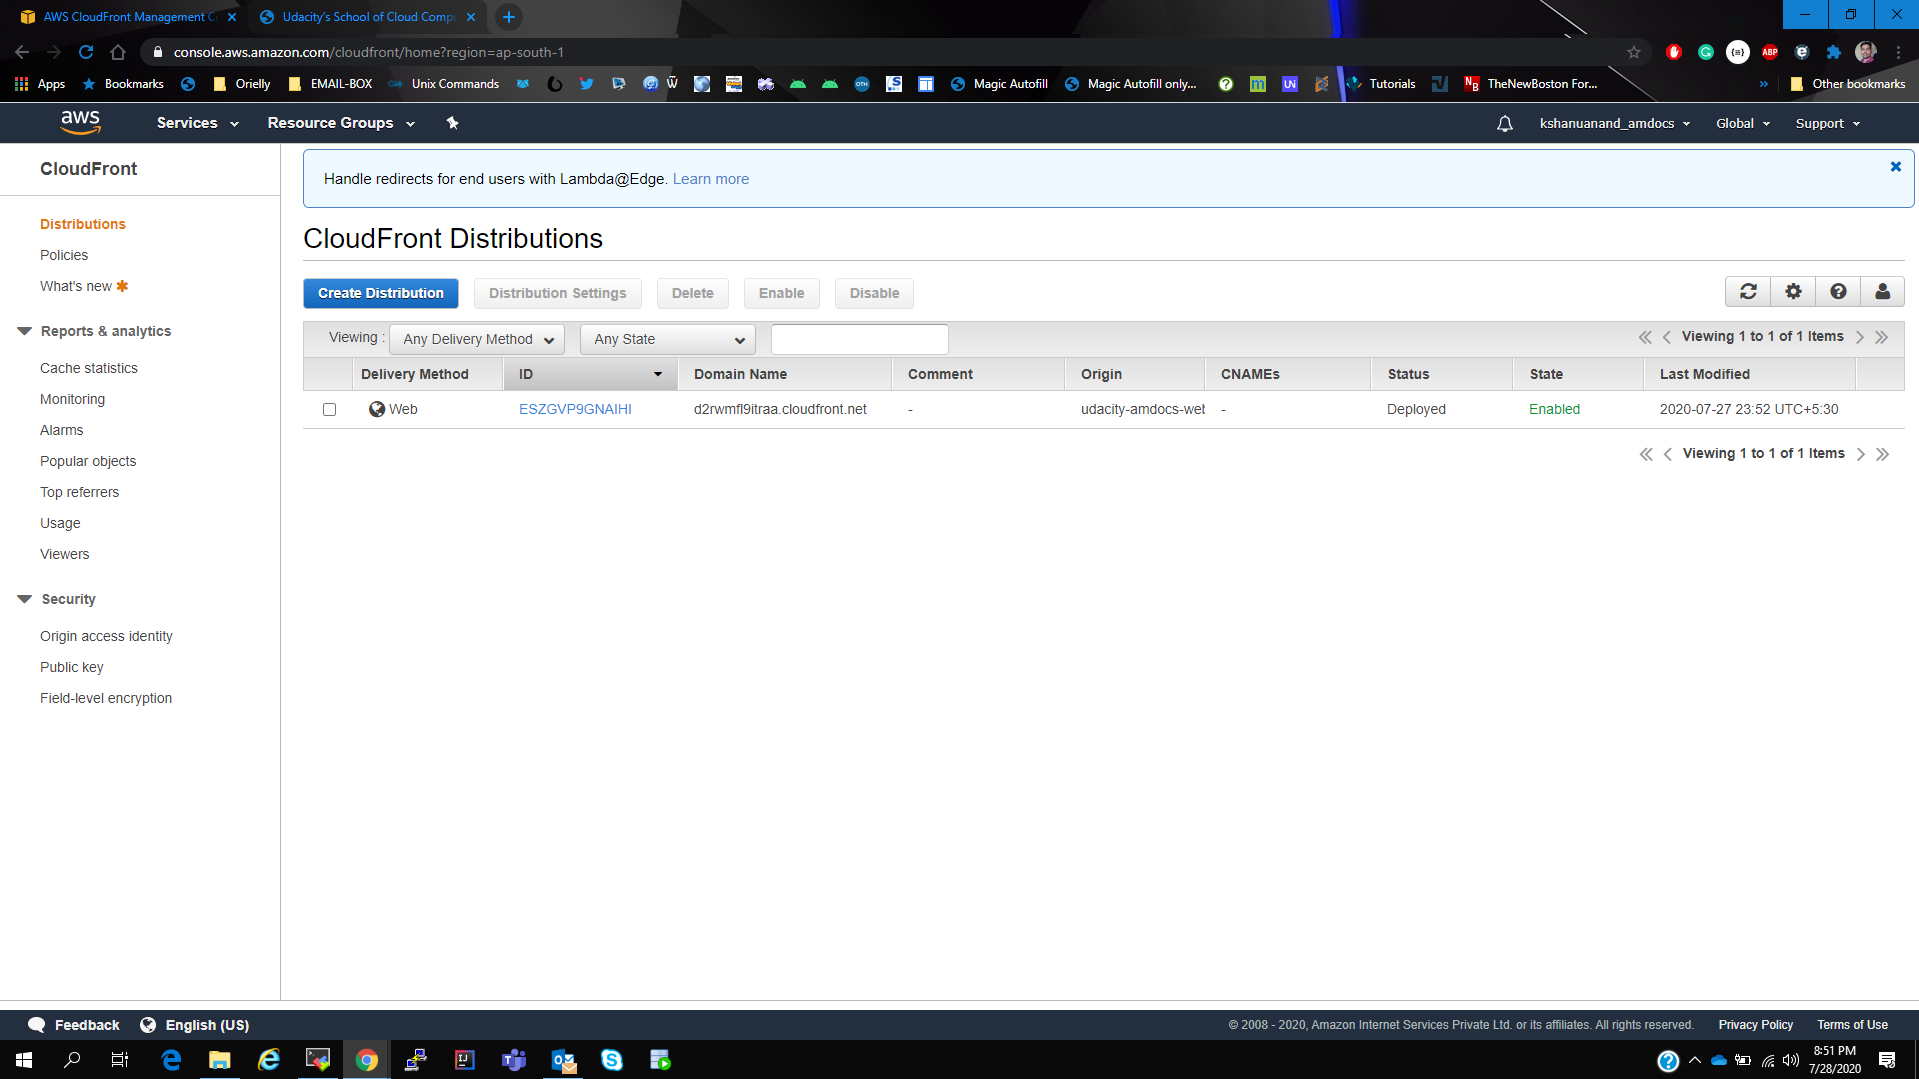 AWS CloudFront Management C
Udacity's School of Cloud Comp
console.aws.amazon.com/cloudfront/home?region=ap-south-1
Apps
Bookmarks
Orielly
EMAIL-BOX
Unix Commands
Magic Autofill
Magic Autofill only...
Tutorials
TheNewBoston For...
Other bookmarks
aws
Services
Resource Groups
kshanuanand_amdocs
Global
Support
CloudFront
Distributions
Policies
What's new
Reports & analytics
Cache statistics
Monitoring
Alarms
Popular objects
Top referrers
Usage
Viewers
Security
Origin access identity
Public key
Field-level encryption
Handle redirects for end users with Lambda@Edge. Learn more
CloudFront Distributions
Create Distribution
Distribution Settings
Delete
Enable
Disable
Viewing : Any Delivery Method Any State
Viewing 1 to 1 of 1 Items
Delivery Method ID Domain Name Comment Origin CNAMEs Status State Last Modified
Web ESZGVP9GNAIHI d2rwmfl9itraa.cloudfront.net - udacity-amdocs-web - Deployed Enabled 2020-07-27 23:52 UTC+5:30
Viewing 1 to 1 of 1 Items
Feedback
English (US)
© 2008 - 2020, Amazon Internet Services Private Ltd. or its affiliates. All rights reserved.
Privacy Policy
Terms of Use
8:51 PM
7/28/2020